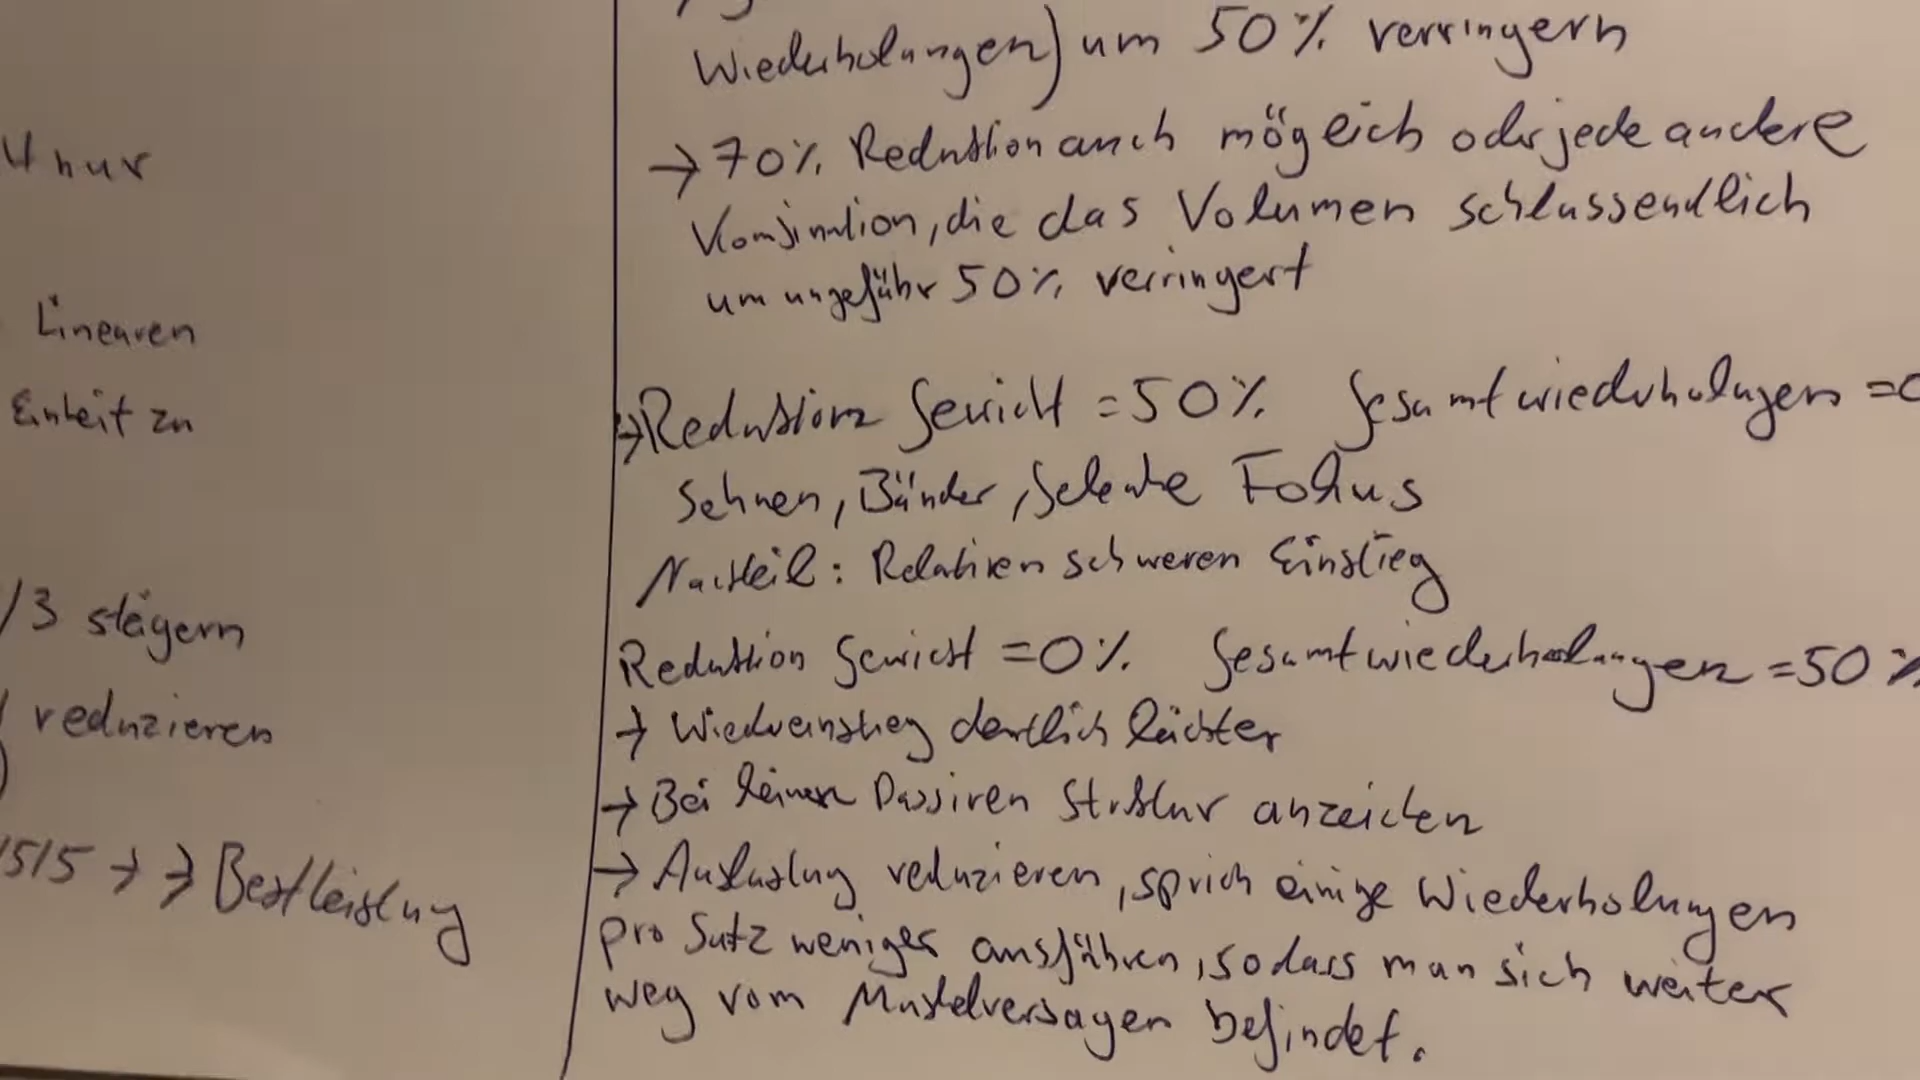 Wiederholungen) um 50% verringern
→ 70% Reduktion auch möglich oder jede andere
Kombination, die das Volumen schlussendlich
um ungefähr 50% verringert
→ Reduktion Gewicht = 50% Gesamtwiederholungen = 0
Sehnen, Bänder, Gelenke Fokus
Nachteil: Relativen schweren Einstieg
Reduktion Gewicht = 0% Gesamtwiederholungen = 50%
→ Wiedereinstieg deutlich leichter
→ Bei keinen Passiven Struktur anzeichen
→ Auslastung reduzieren, sprich einige Wiederholungen
pro Satz weniger ausführen, sodass man sich weiter
weg vom Muskelversagen befindet.
nur
Linearen
Einheit zu
/3 steigern
reduzieren
515 → → Bestleistung